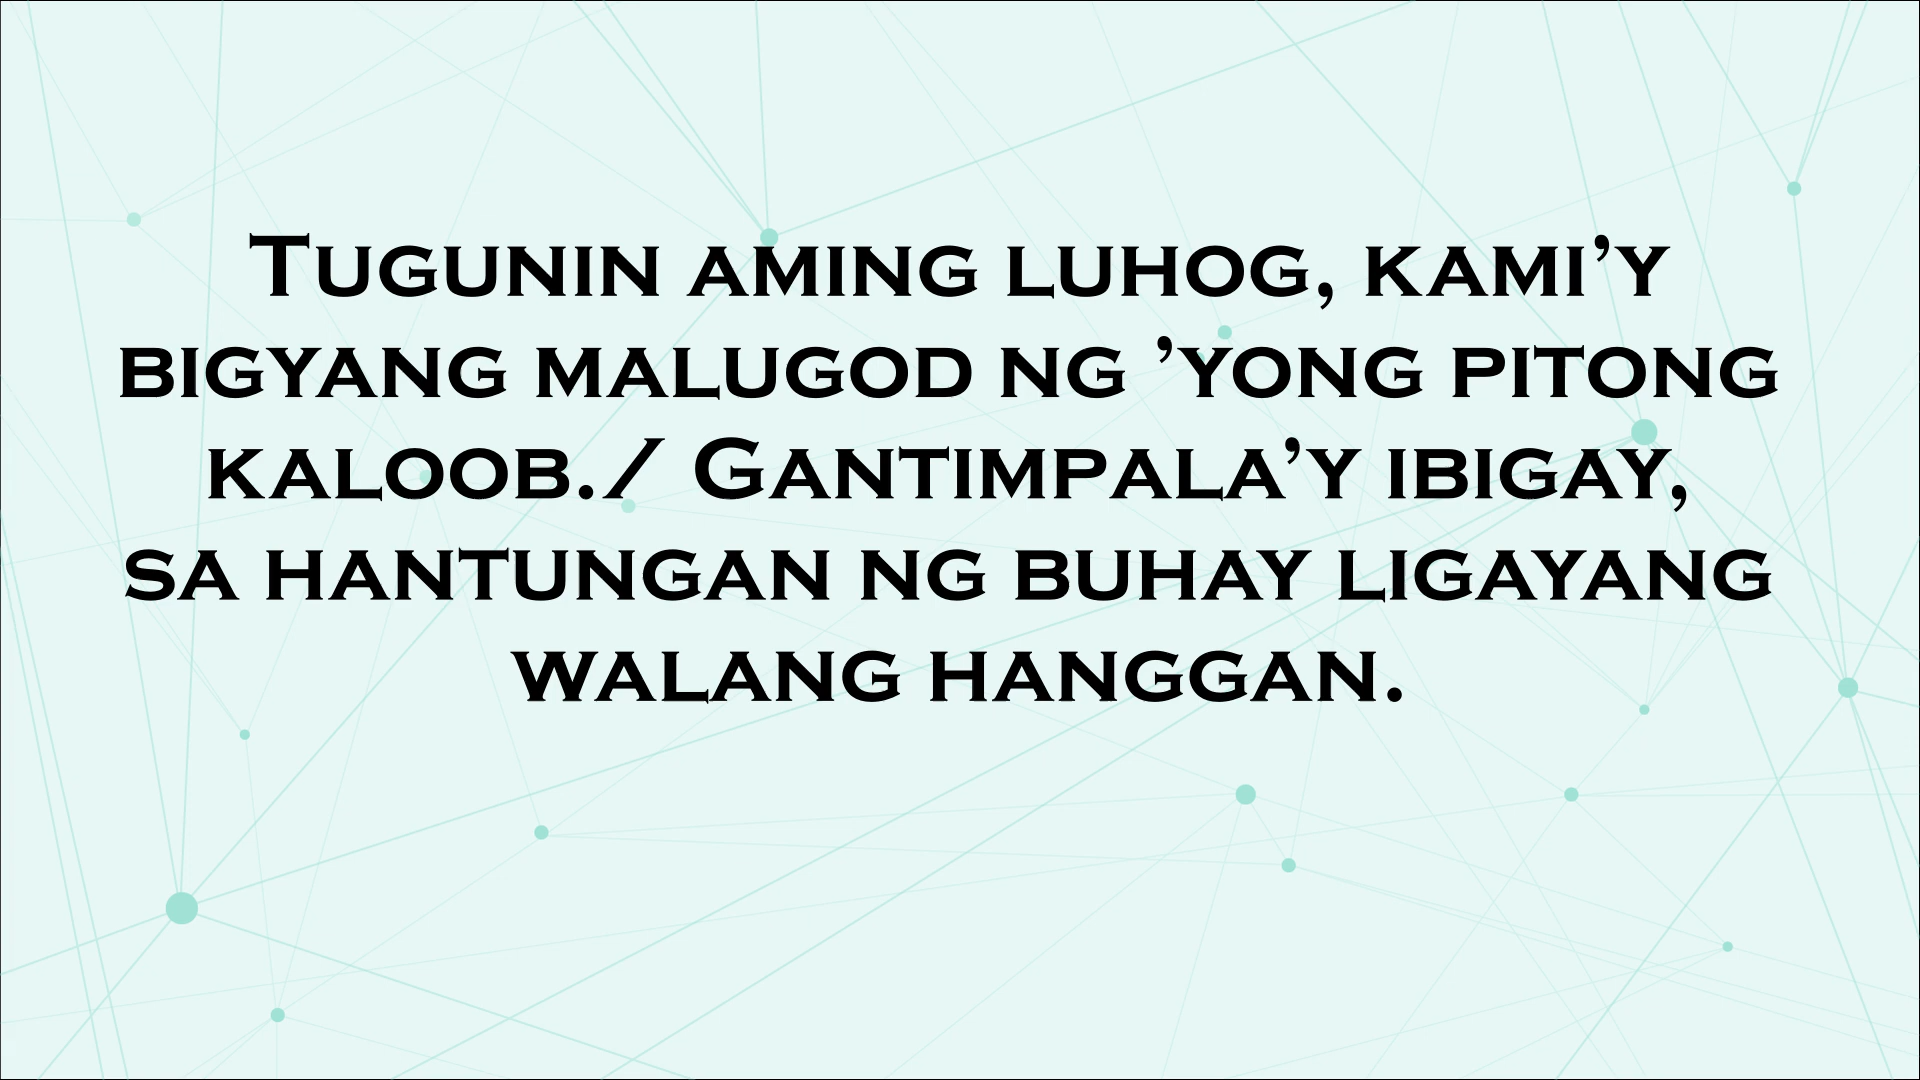 Tugunin aming luhog, kami’y
bigyang malugod ng ’yong pitong
kaloob./ Gantimpala’y ibigay,
sa hantungan ng buhay ligayang
walang hanggan.